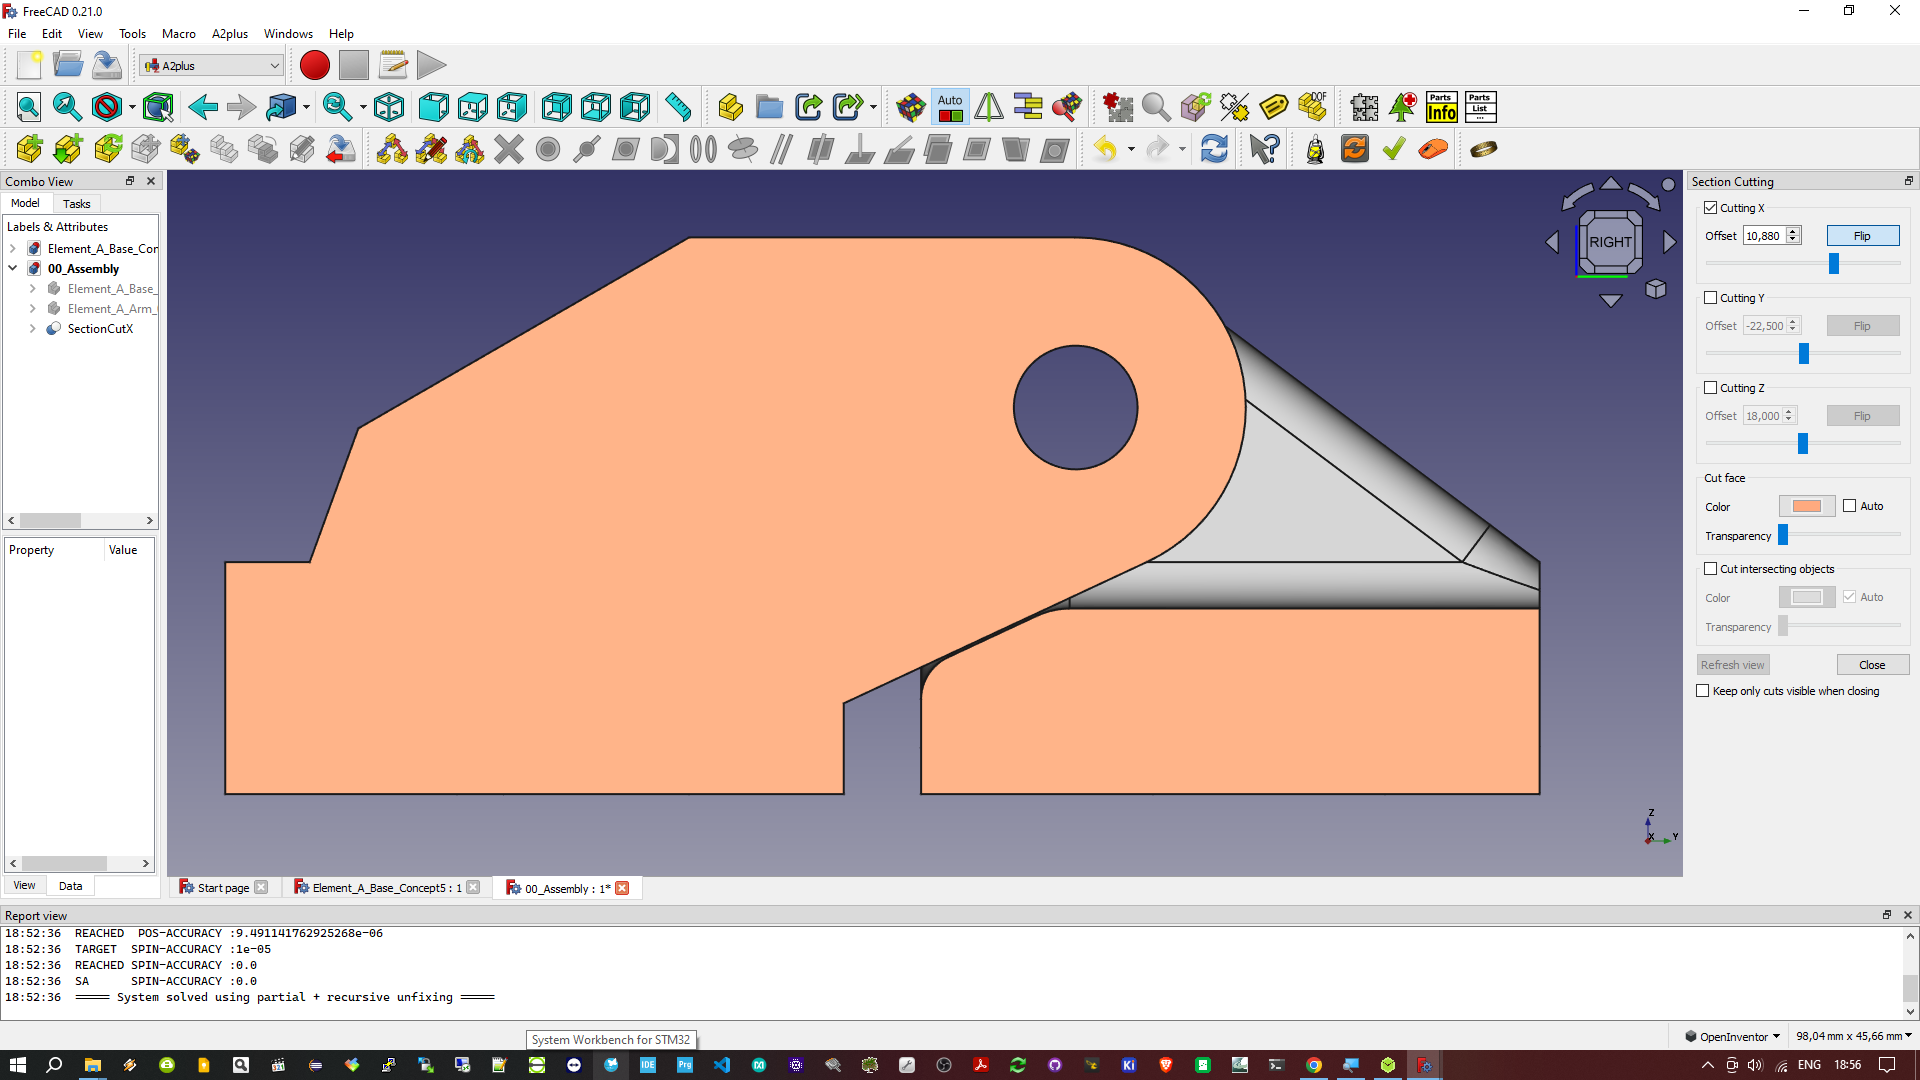 FreeCAD 0.21.0
File Edit View Tools Macro A2plus Windows Help
A2plus
Auto
DOF
Parts Info
Parts List
Combo View
Model Tasks
Labels & Attributes
Element_A_Base_Cor
00_Assembly
Element_A_Base_
Element_A_Arm_
SectionCutX
Property Value
View Data
RIGHT
Z
X
Y
Section Cutting
Cutting X
Offset 10,880 Flip
Cutting Y
Offset -22,500 Flip
Cutting Z
Offset 18,000 Flip
Cut face
Color Auto
Transparency
Cut intersecting objects
Color Auto
Transparency
Refresh view Close
Keep only cuts visible when closing
Start page Element_A_Base_Concept5 : 1 00_Assembly : 1*
Report view
18:52:36 REACHED POS-ACCURACY :9.491141762925268e-06
18:52:36 TARGET SPIN-ACCURACY :1e-05
18:52:36 REACHED SPIN-ACCURACY :0.0
18:52:36 SA SPIN-ACCURACY :0.0
18:52:36 ===== System solved using partial + recursive unfixing =====
System Workbench for STM32
OpenInventor 98,04 mm x 45,66 mm
IDE Prg Ki ENG 18:56